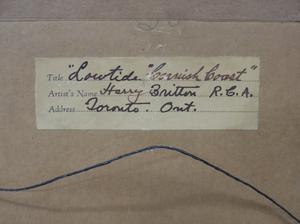 Title "Lowtide" "Cornish Coast"
Artist's Name Harry Britton R.C.A.
Address Toronto. Ont.